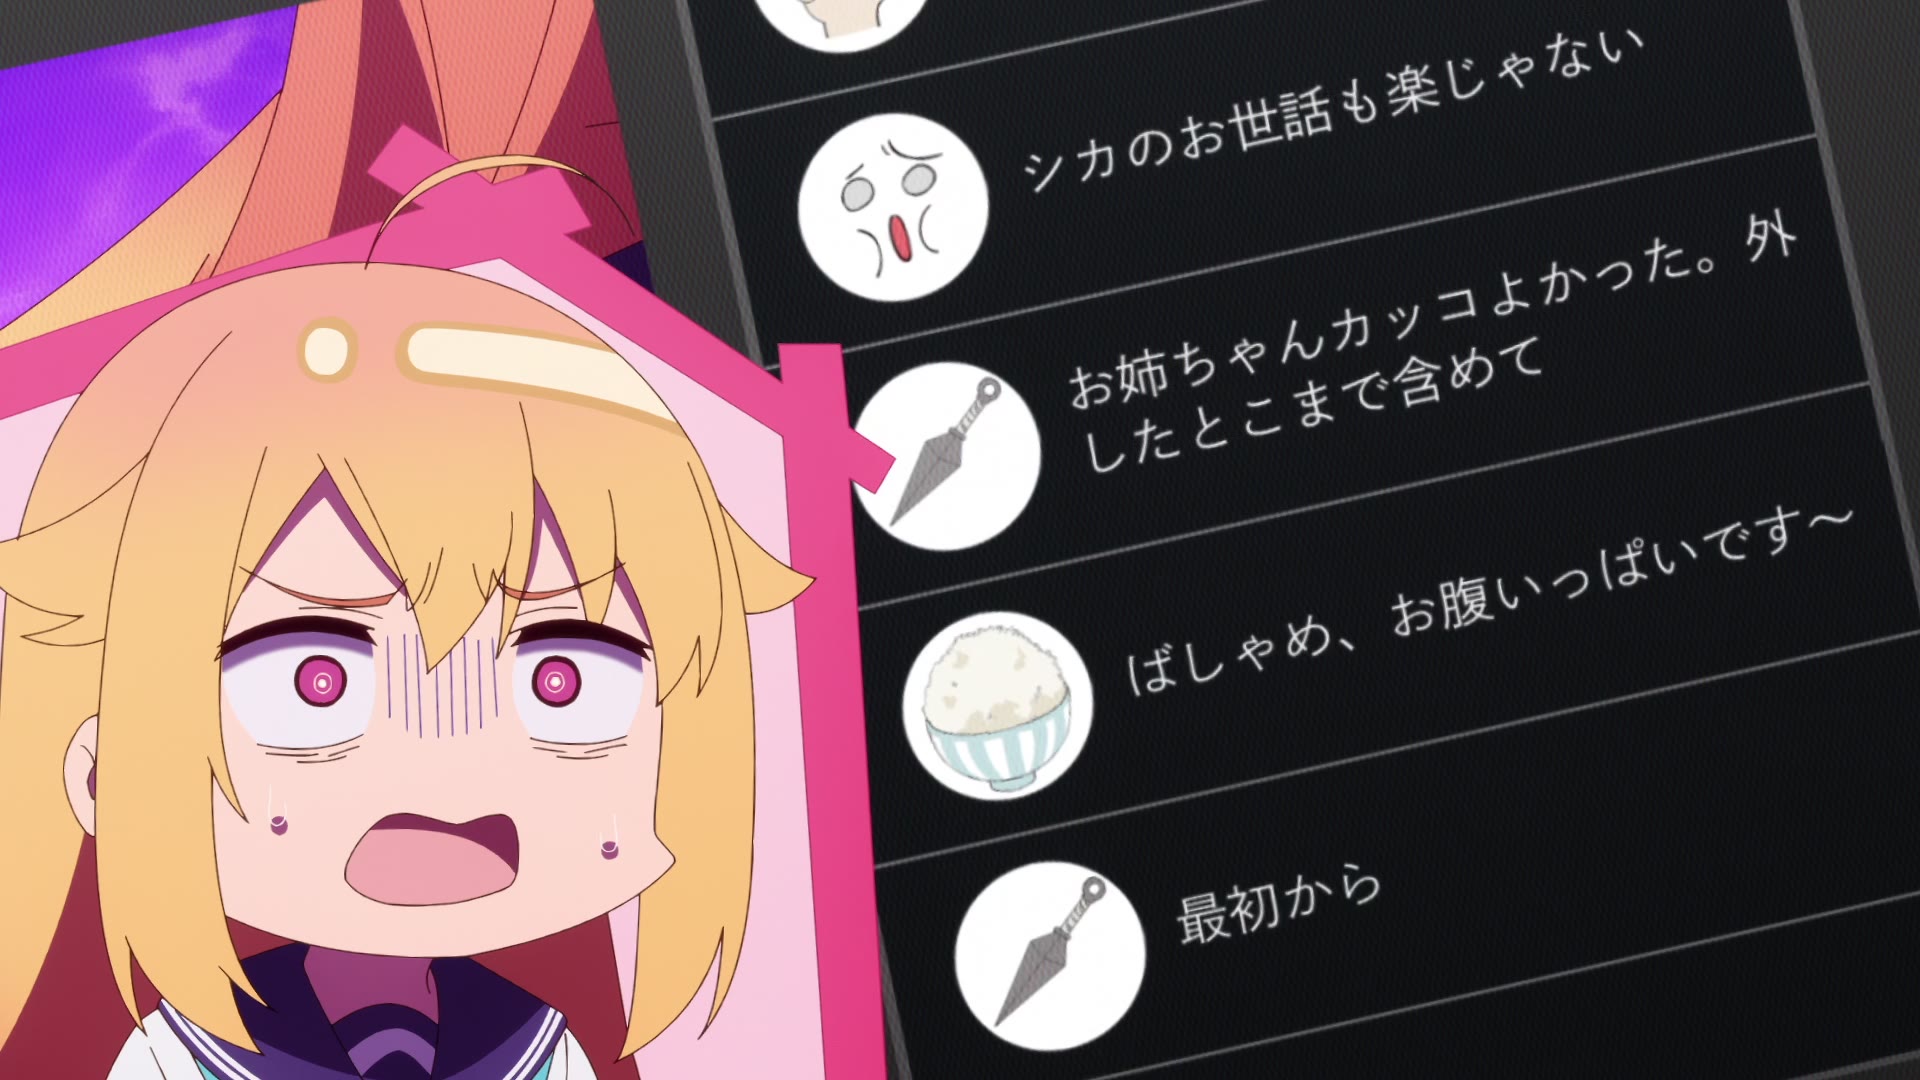 シカのお世話も楽じゃない
お姉ちゃんカッコよかった。外
したとこまで含めて
ばしゃめ、お腹いっぱいです～
最初から